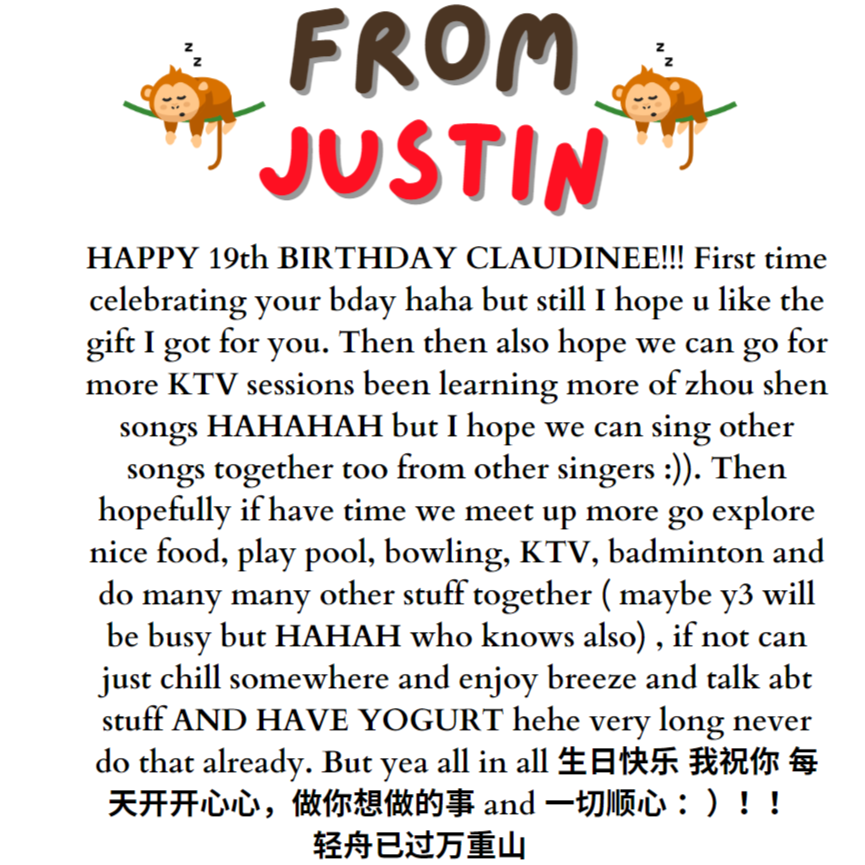 FROM
JUSTIN
z
z
z
z
HAPPY 19th BIRTHDAY CLAUDINEE!!! First time
celebrating your bday haha but still I hope u like the
gift I got for you. Then then also hope we can go for
more KTV sessions been learning more of zhou shen
songs HAHAHAH but I hope we can sing other
songs together too from other singers :)). Then
hopefully if have time we meet up more go explore
nice food, play pool, bowling, KTV, badminton and
do many many other stuff together ( maybe y3 will
be busy but HAHAH who knows also) , if not can
just chill somewhere and enjoy breeze and talk abt
stuff AND HAVE YOGURT hehe very long never
do that already. But yea all in all 生日快乐 我祝你 每
天开开心心，做你想做的事 and 一切顺心：）！！
轻舟已过万重山